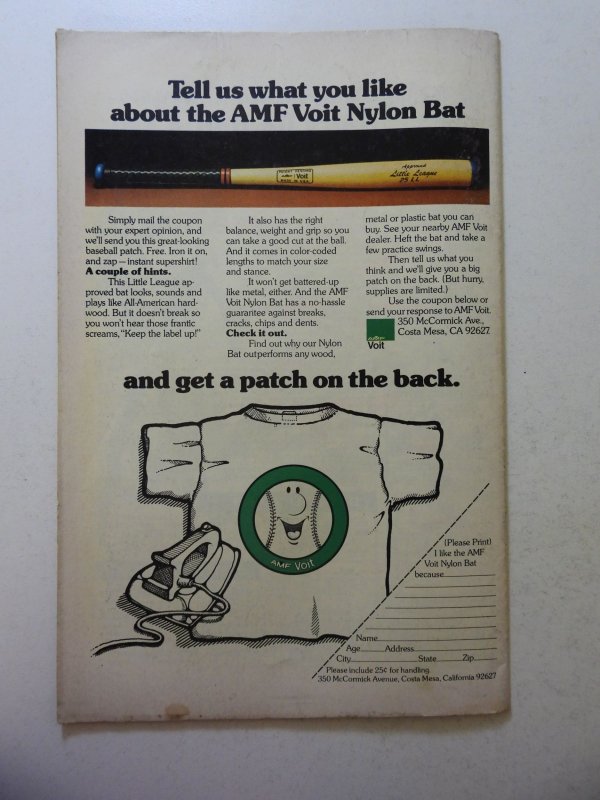 Tell us what you like
about the AMF Voit Nylon Bat
Voit
MADE IN U.S.A.
Approved
Little League
PS LL
Simply mail the coupon
with your expert opinion, and
we'll send you this great-looking
baseball patch. Free. Iron it on,
and zap—instant supershirt!
A couple of hints.
This Little League ap-
proved bat looks, sounds and
plays like All-American hard-
wood. But it doesn't break so
you won't hear those frantic
screams, "Keep the label up!"
It also has the right
balance, weight and grip so you
can take a good cut at the ball.
And it comes in color-coded
lengths to match your size
and stance.
It won't get battered-up
like metal, either. And the AMF
Voit Nylon Bat has a no-hassle
guarantee against breaks,
cracks, chips and dents.
Check it out.
Find out why our Nylon
Bat outperforms any wood,
metal or plastic bat you can
buy. See your nearby AMF Voit
dealer. Heft the bat and take a
few practice swings.
Then tell us what you
think and we'll give you a big
patch on the back. (But hurry,
supplies are limited.)
Use the coupon below or
send your response to AMF Voit,
350 McCormick Ave.,
Costa Mesa, CA 92627.
AMF
Voit
and get a patch on the back.
AMF Voit
(Please Print)
I like the AMF
Voit Nylon Bat
because
Name
Age Address
City State Zip
Please include 25¢ for handling.
350 McCormick Avenue, Costa Mesa, California 92627